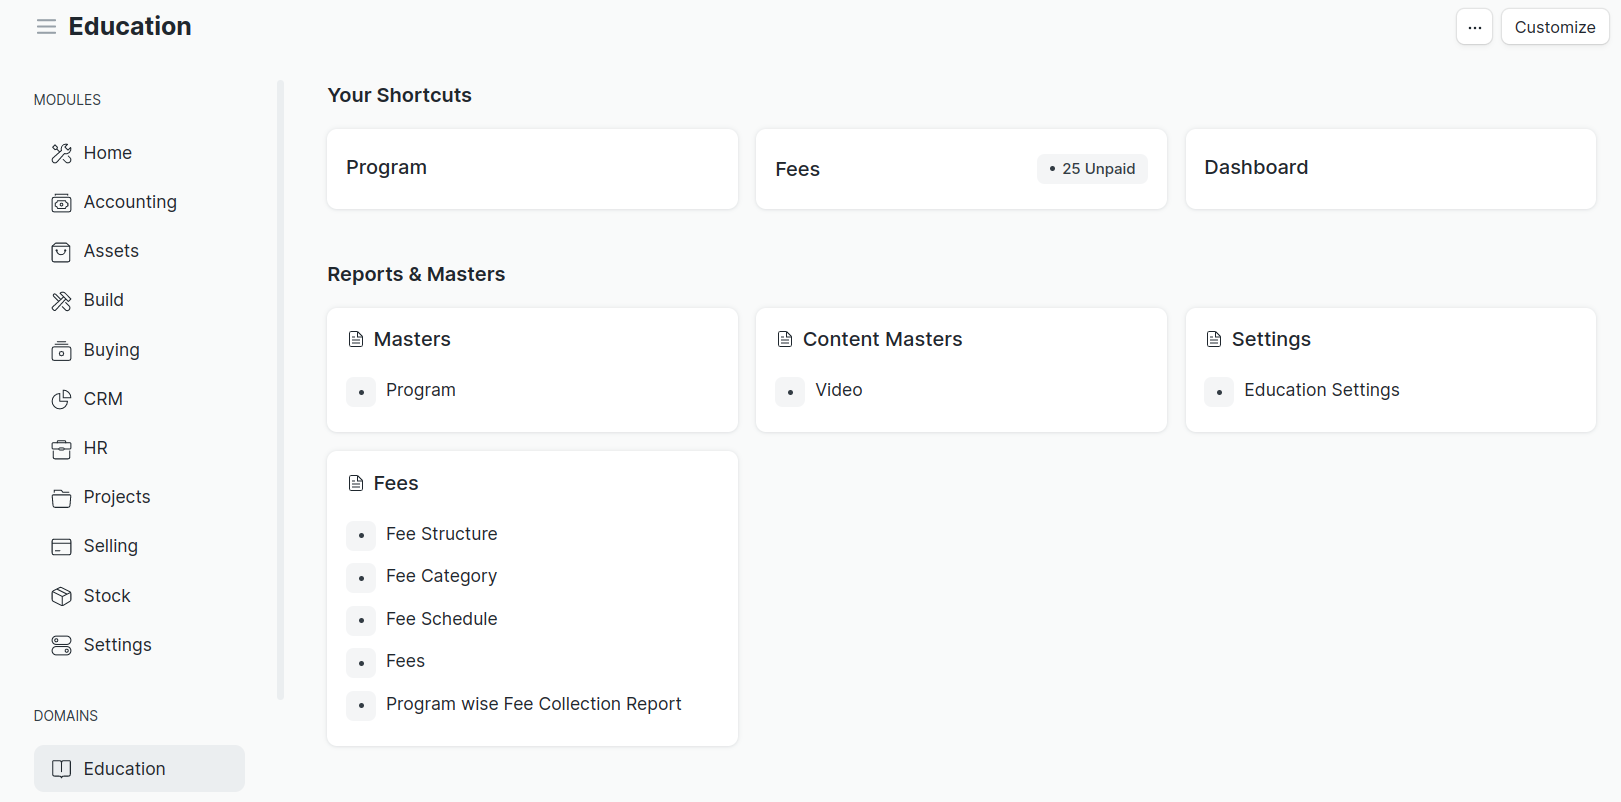 Education
...
Customize
MODULES
Home
Accounting
Assets
Build
Buying
CRM
HR
Projects
Selling
Stock
Settings
DOMAINS
Education
Your Shortcuts
Program
Fees
• 25 Unpaid
Dashboard
Reports & Masters
Masters
• Program
Content Masters
• Video
Settings
• Education Settings
Fees
• Fee Structure
• Fee Category
• Fee Schedule
• Fees
• Program wise Fee Collection Report